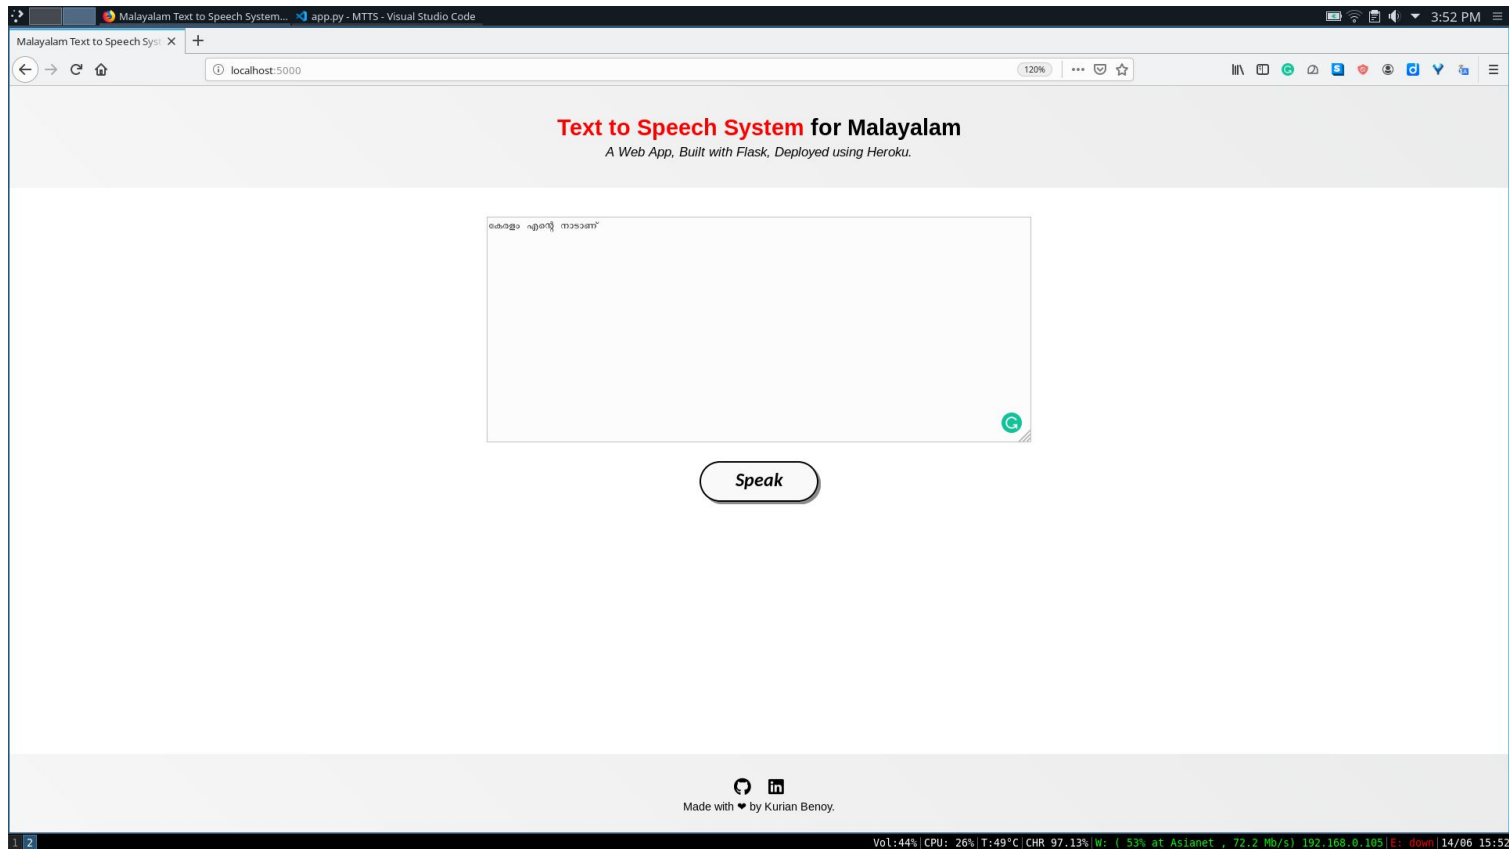 Malayalam Text to Speech System... app.py - MTTS - Visual Studio Code 3:52 PM
Malayalam Text to Speech Syst
localhost:5000 120%
Text to Speech System for Malayalam
A Web App, Built with Flask, Deployed using Heroku.
കേരളം എന്റെ നാടാണ്
Speak
Made with ❤ by Kurian Benoy.
1 2 Vol:44%|CPU: 26%|T:49°C|CHR 97.13%|W: ( 53% at Asianet , 72.2 Mb/s) 192.168.0.105|E: down|14/06 15:52